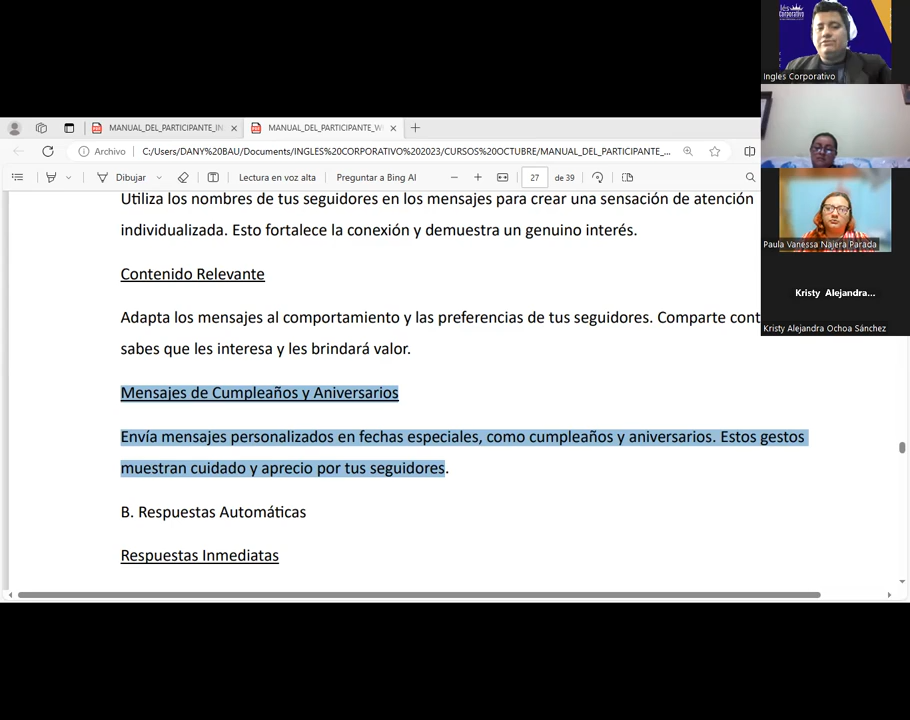 lés
Corporativo
Ingles Corporativo
MANUAL_DEL_PARTICIPANTE_IN
MANUAL_DEL_PARTICIPANTE_W
Archivo
C:/Users/DANY%20BAU/Documents/INGLES%20CORPORATIVO%202023/CURSOS%20OCTUBRE/MANUAL_DEL_PARTICIPANTE_...
Dibujar
Lectura en voz alta
Preguntar a Bing AI
27
de 39
Utiliza los nombres de tus seguidores en los mensajes para crear una sensación de atención
individualizada. Esto fortalece la conexión y demuestra un genuino interés.
Contenido Relevante
Adapta los mensajes al comportamiento y las preferencias de tus seguidores. Comparte cont
sabes que les interesa y les brindará valor.
Mensajes de Cumpleaños y Aniversarios
Envía mensajes personalizados en fechas especiales, como cumpleaños y aniversarios. Estos gestos
muestran cuidado y aprecio por tus seguidores.
B. Respuestas Automáticas
Respuestas Inmediatas
Paula Vanessa Najera Parada
Kristy Alejandra...
Kristy Alejandra Ochoa Sánchez